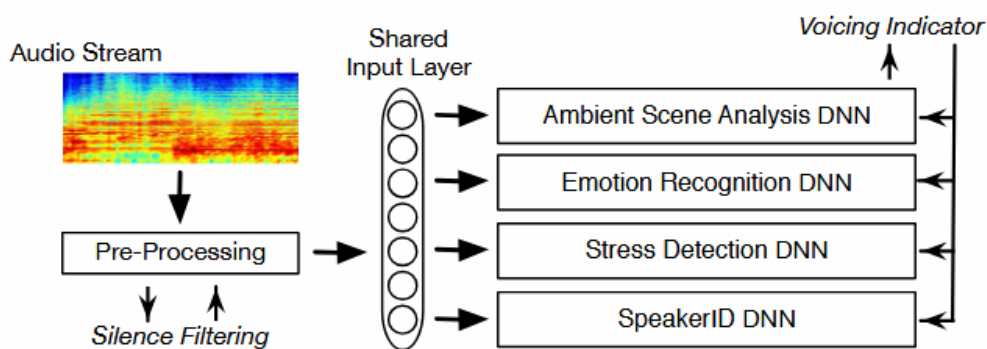 Audio Stream
Shared
Input Layer
Voicing Indicator
Ambient Scene Analysis DNN
Emotion Recognition DNN
Pre-Processing
Stress Detection DNN
SpeakerID DNN
Silence Filtering